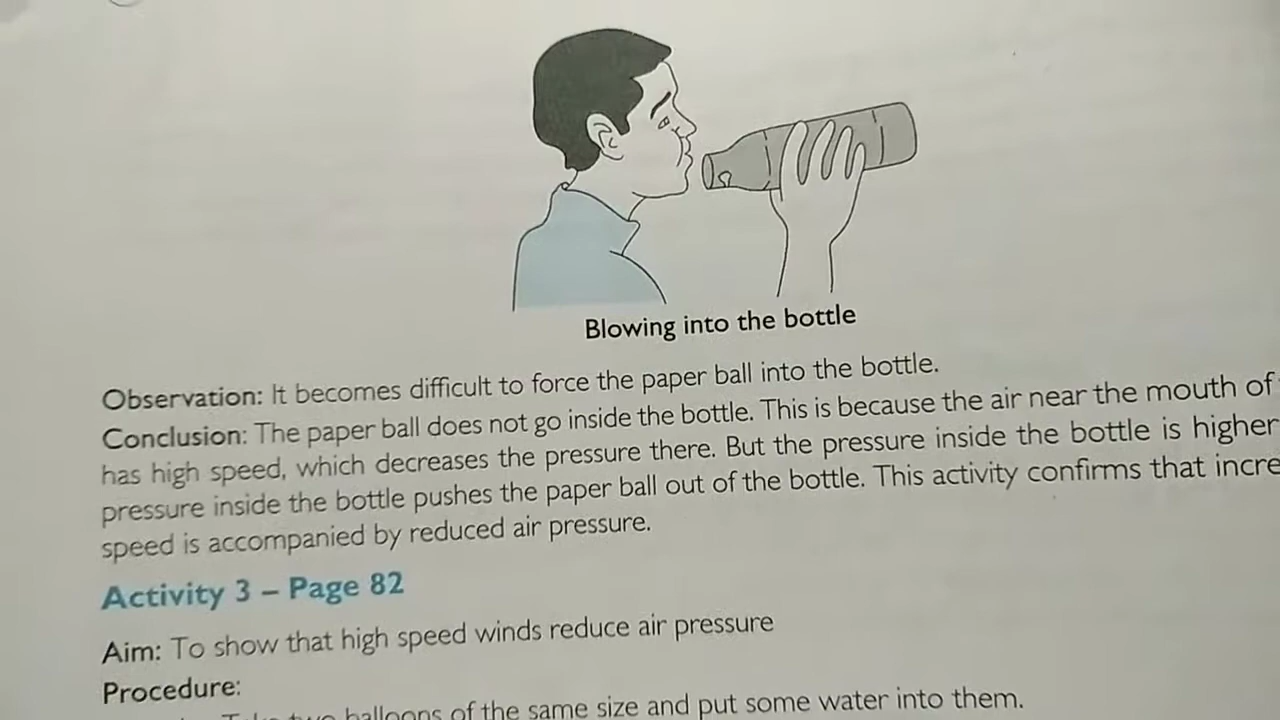 Blowing into the bottle
Observation: It becomes difficult to force the paper ball into the bottle.
Conclusion: The paper ball does not go inside the bottle. This is because the air near the mouth of
has high speed, which decreases the pressure there. But the pressure inside the bottle is higher
pressure inside the bottle pushes the paper ball out of the bottle. This activity confirms that incre
speed is accompanied by reduced air pressure.
Activity 3 – Page 82
Aim: To show that high speed winds reduce air pressure
Procedure:
Take two balloons of the same size and put some water into them.